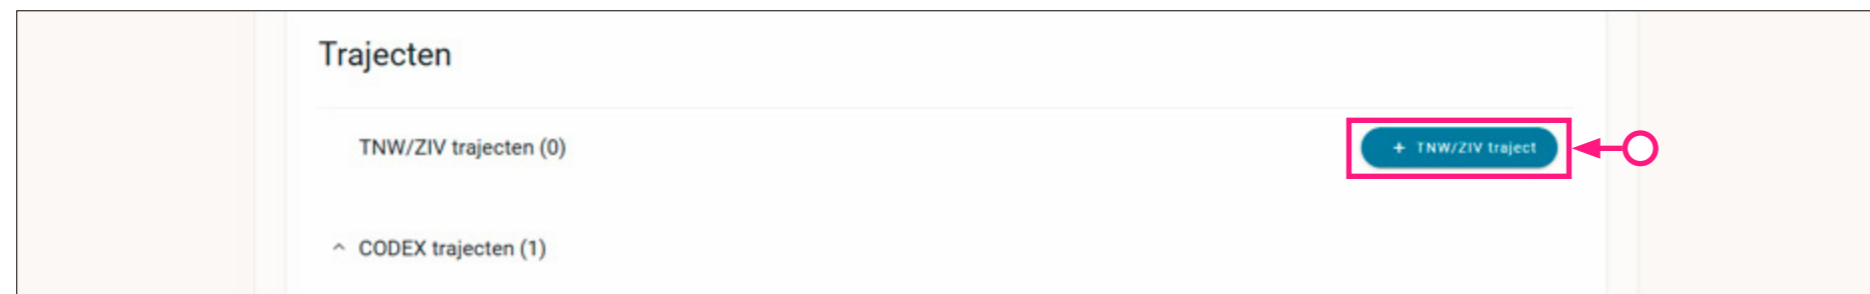 Trajecten
TNW/ZIV trajecten (0)
+ TNW/ZIV traject
CODEX trajecten (1)